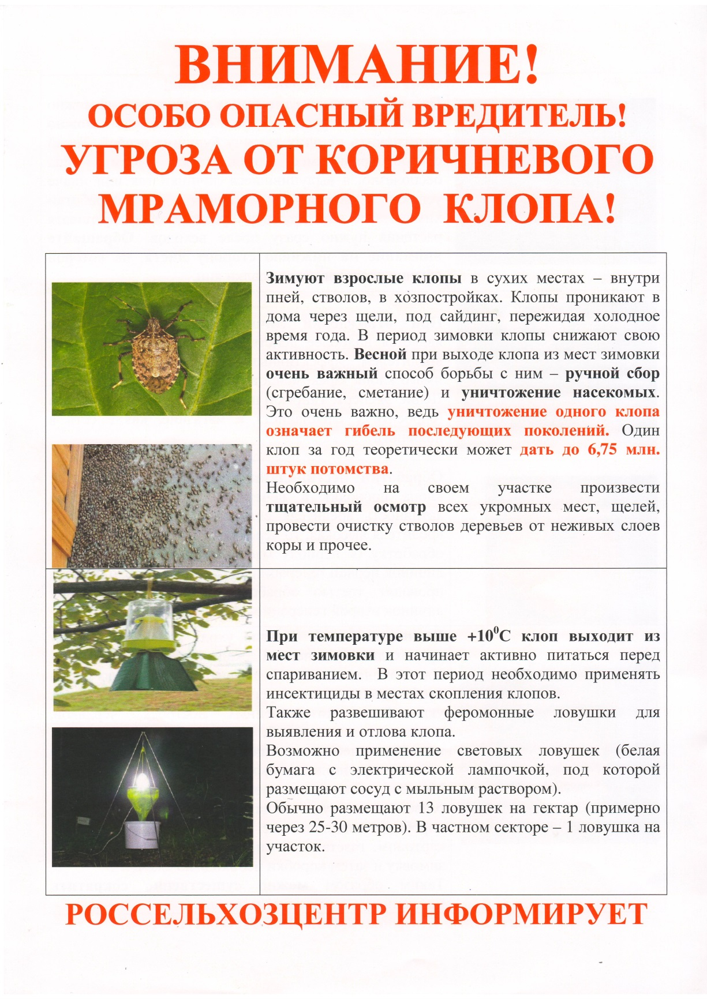 ВНИМАНИЕ!
ОСОБО ОПАСНЫЙ ВРЕДИТЕЛЬ!
УГРОЗА ОТ КОРИЧНЕВОГО
МРАМОРНОГО КЛОПА!
Зимуют взрослые клопы в сухих местах – внутри
пней, стволов, в хозпостройках. Клопы проникают в
дома через щели, под сайдинг, пережидая холодное
время года. В период зимовки клопы снижают свою
активность. Весной при выходе клопа из мест зимовки
очень важный способ борьбы с ним – ручной сбор
(сгребание, сметание) и уничтожение насекомых.
Это очень важно, ведь уничтожение одного клопа
означает гибель последующих поколений. Один
клоп за год теоретически может дать до 6,75 млн.
штук потомства.
Необходимо на своем участке произвести
тщательный осмотр всех укромных мест, щелей,
провести очистку стволов деревьев от неживых слоев
коры и прочее.
При температуре выше +10⁰С клоп выходит из
мест зимовки и начинает активно питаться перед
спариванием. В этот период необходимо применять
инсектициды в местах скопления клопов.
Также развешивают феромонные ловушки для
выявления и отлова клопа.
Возможно применение световых ловушек (белая
бумага с электрической лампочкой, под которой
размещают сосуд с мыльным раствором).
Обычно размещают 13 ловушек на гектар (примерно
через 25-30 метров). В частном секторе – 1 ловушка на
участок.
РОССЕЛЬХОЗЦЕНТР ИНФОРМИРУЕТ